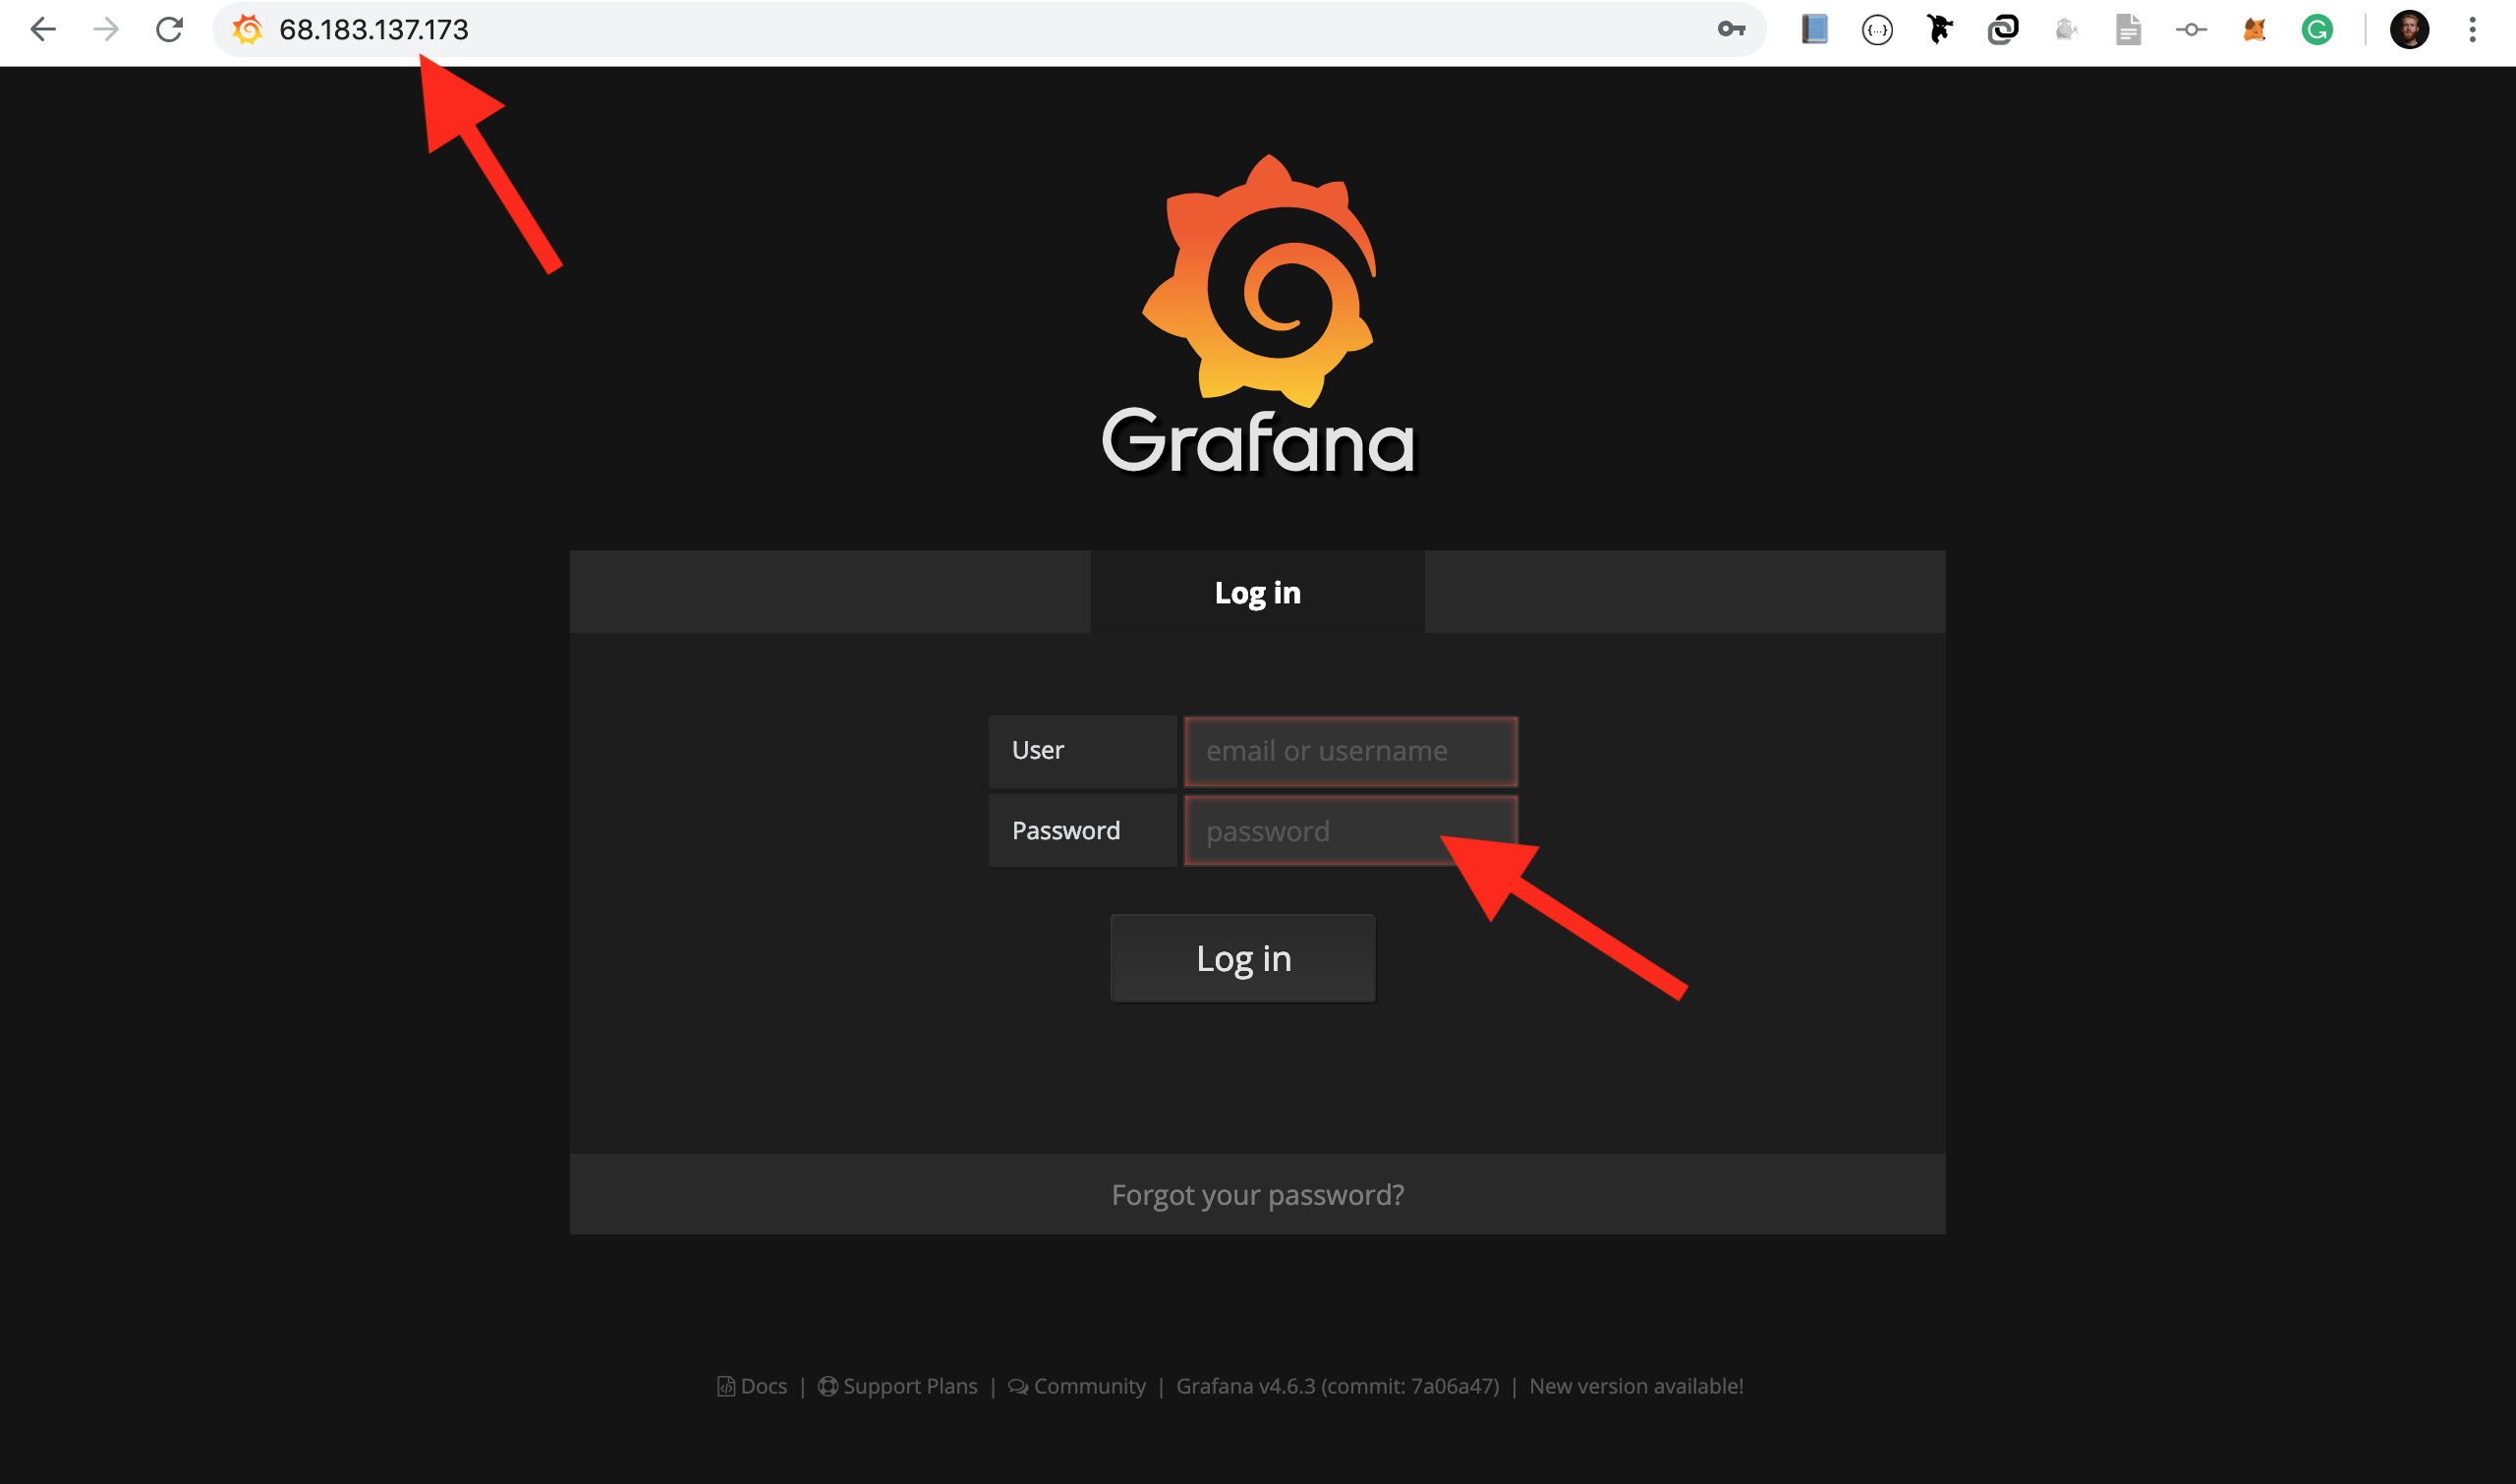 68.183.137.173
Grafana
Log in
User
email or username
Password
password
Log in
Forgot your password?
Docs | Support Plans | Community | Grafana v4.6.3 (commit: 7a06a47) | New version available!